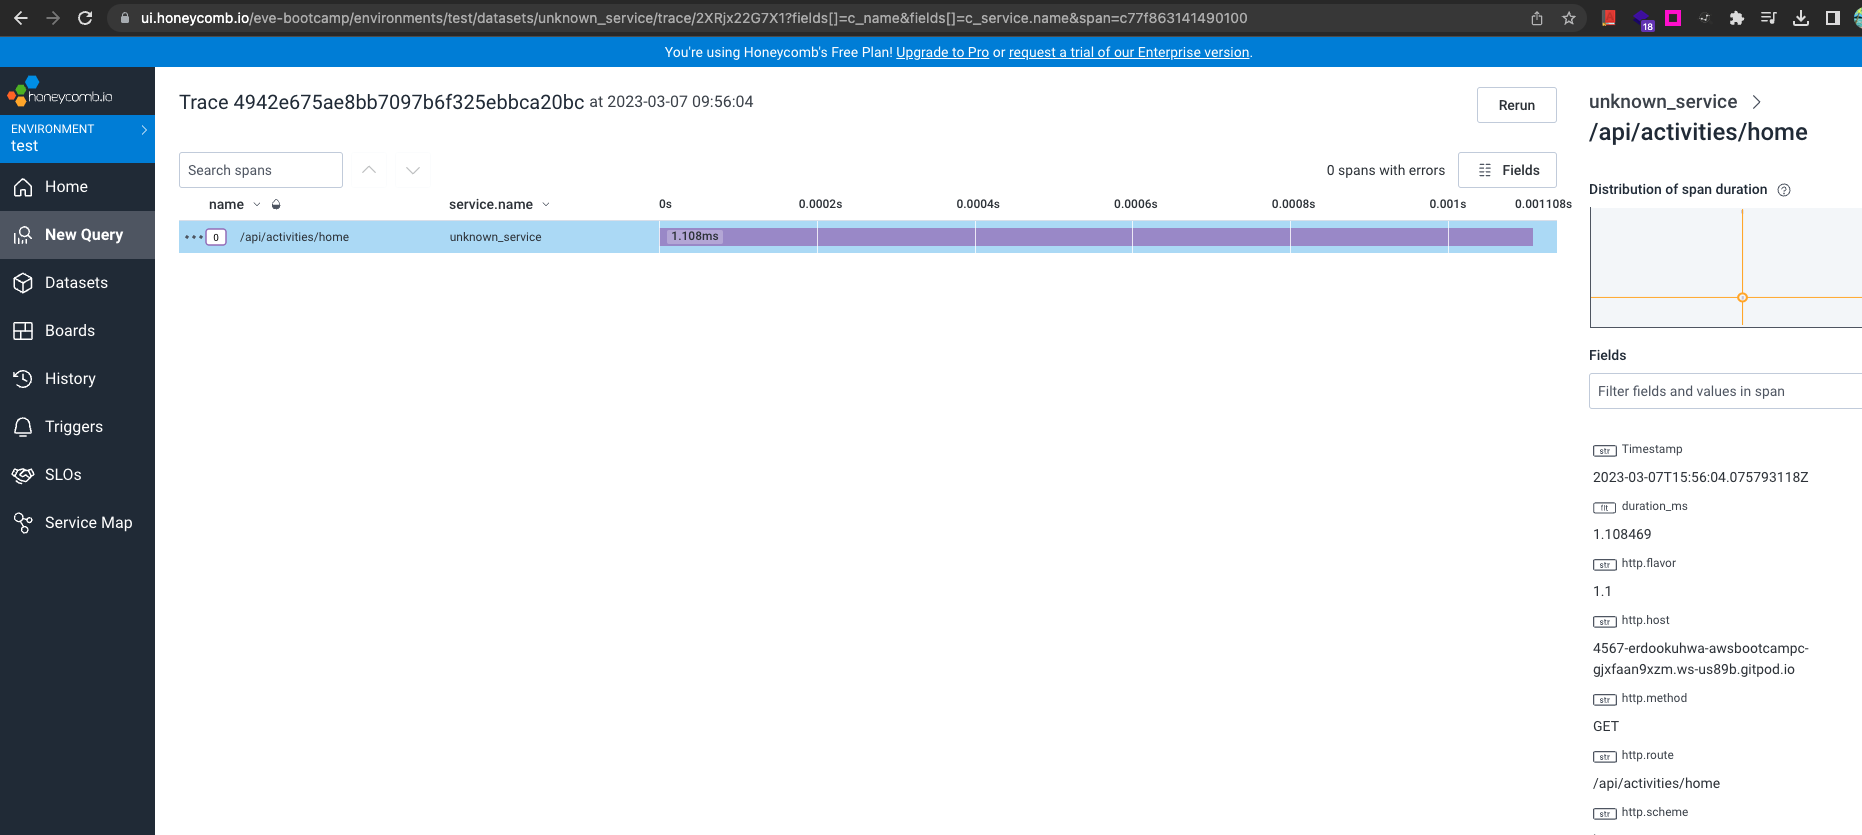 ui.honeycomb.io/eve-bootcamp/environments/test/datasets/unknown_service/trace/2XRjx22G7X1?fields[]=c_name&fields[]=c_service.name&span=c77f863141490100
18
You're using Honeycomb's Free Plan! Upgrade to Pro or request a trial of our Enterprise version.
honeycomb.io
ENVIRONMENT
test
Home
New Query
Datasets
Boards
History
Triggers
SLOs
Service Map
Trace 4942e675ae8bb7097b6f325ebbca20bc at 2023-03-07 09:56:04
Rerun
Search spans
0 spans with errors
Fields
name service.name 0s 0.0002s 0.0004s 0.0006s 0.0008s 0.001s 0.001108s
0 /api/activities/home unknown_service 1.108ms
unknown_service
/api/activities/home
Distribution of span duration
Fields
Filter fields and values in span
str Timestamp
2023-03-07T15:56:04.075793118Z
flt duration_ms
1.108469
str http.flavor
1.1
str http.host
4567-erdookuhwa-awsbootcampc-
gjxfaan9xzm.ws-us89b.gitpod.io
str http.method
GET
str http.route
/api/activities/home
str http.scheme